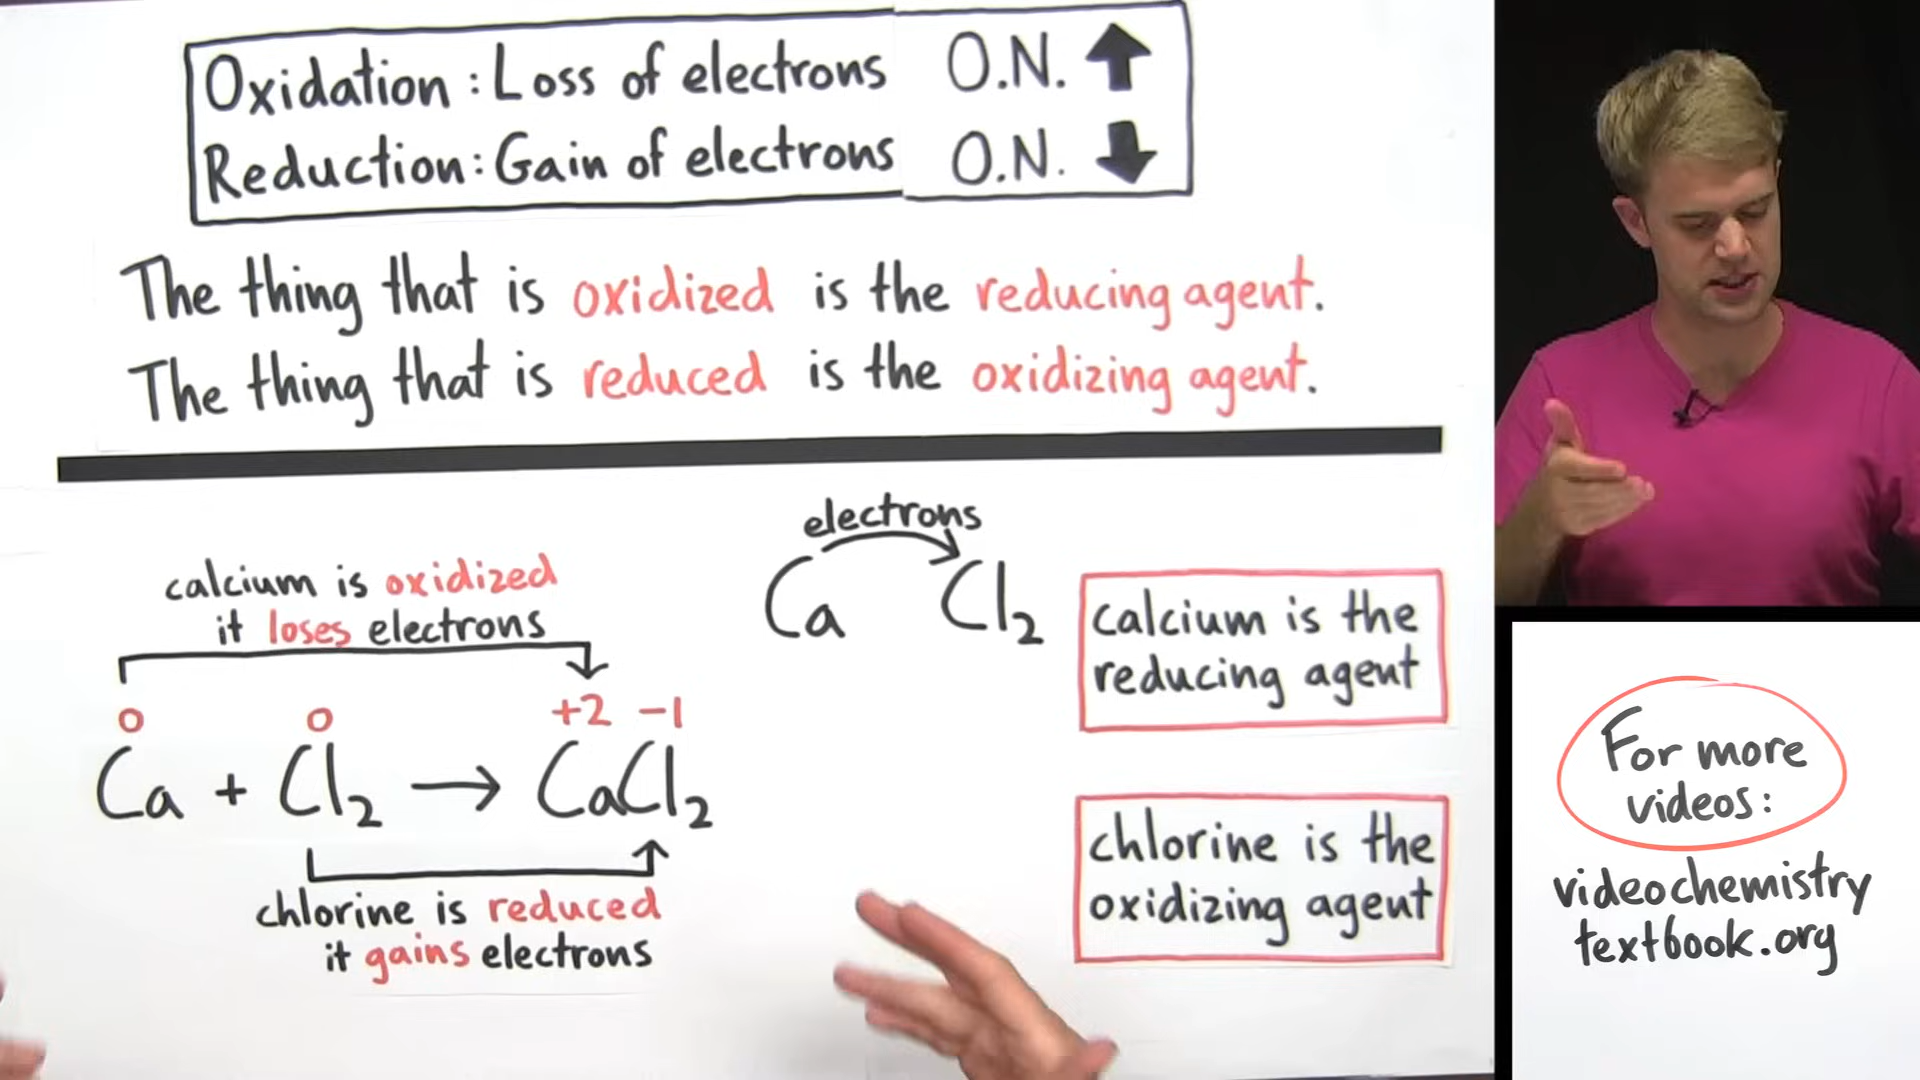 Oxidation: Loss of electrons O.N. ↑
Reduction: Gain of electrons O.N. ↓
The thing that is oxidized is the reducing agent.
The thing that is reduced is the oxidizing agent.
electrons
Ca Cl₂
calcium is oxidized
it loses electrons
0 0 +2 -1
Ca + Cl₂ → CaCl₂
chlorine is reduced
it gains electrons
calcium is the
reducing agent
chlorine is the
oxidizing agent
For more
videos:
videochemistry
textbook.org